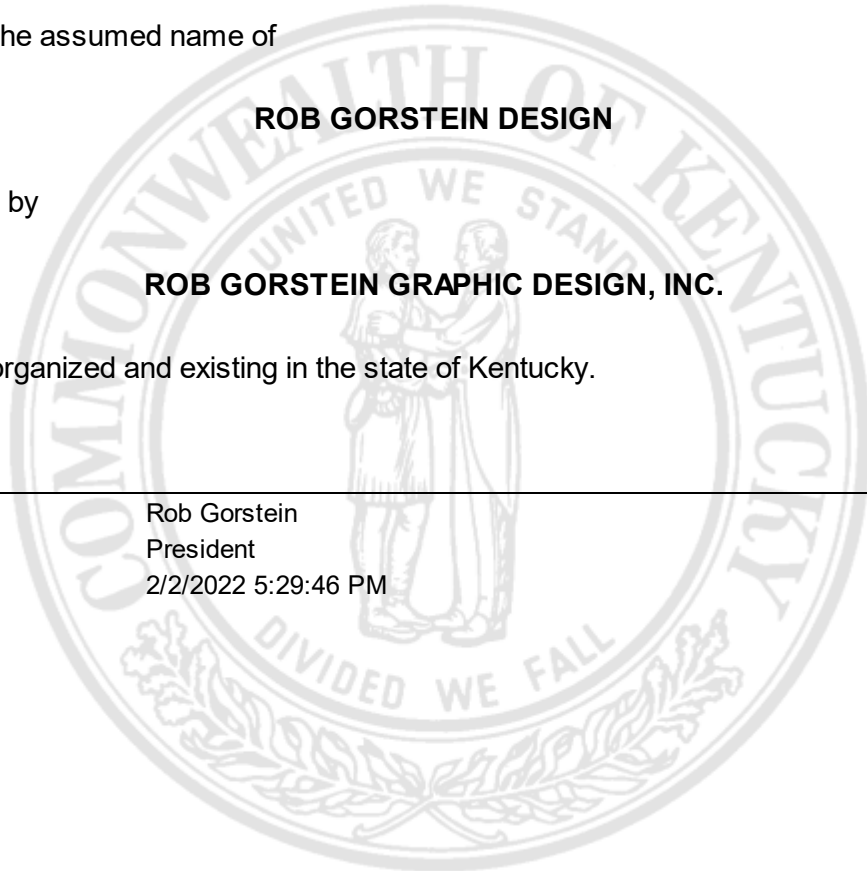 he assumed name of
ROB GORSTEIN DESIGN
by
ROB GORSTEIN GRAPHIC DESIGN, INC.
organized and existing in the state of Kentucky.
Rob Gorstein
President
2/2/2022 5:29:46 PM
COMMONWEALTH OF KENTUCKY
UNITED WE STAND
DIVIDED WE FALL